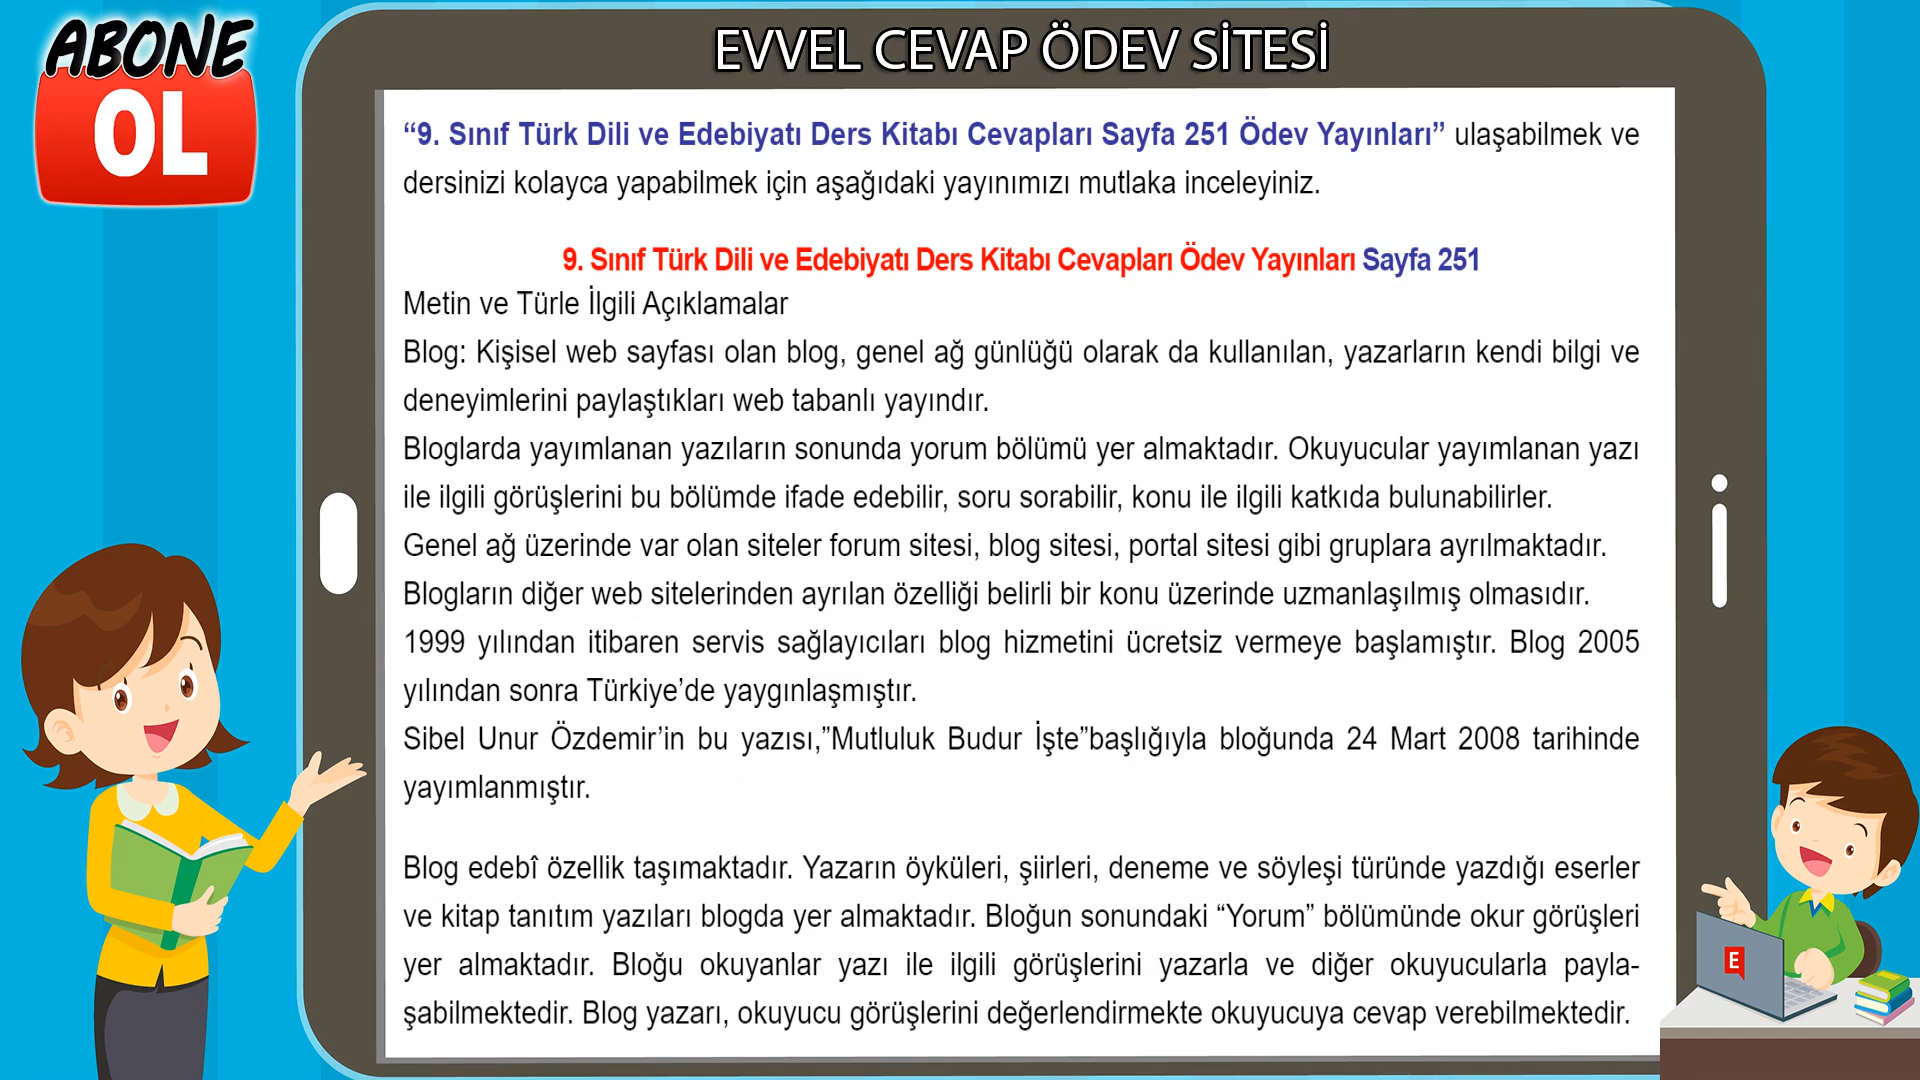 ABONE
OL
EVVEL CEVAP ÖDEV SİTESİ
“9. Sınıf Türk Dili ve Edebiyatı Ders Kitabı Cevapları Sayfa 251 Ödev Yayınları” ulaşabilmek ve
dersinizi kolayca yapabilmek için aşağıdaki yayınımızı mutlaka inceleyiniz.
9. Sınıf Türk Dili ve Edebiyatı Ders Kitabı Cevapları Ödev Yayınları Sayfa 251
Metin ve Türle İlgili Açıklamalar
Blog: Kişisel web sayfası olan blog, genel ağ günlüğü olarak da kullanılan, yazarların kendi bilgi ve
deneyimlerini paylaştıkları web tabanlı yayındır.
Bloglarda yayımlanan yazıların sonunda yorum bölümü yer almaktadır. Okuyucular yayımlanan yazı
ile ilgili görüşlerini bu bölümde ifade edebilir, soru sorabilir, konu ile ilgili katkıda bulunabilirler.
Genel ağ üzerinde var olan siteler forum sitesi, blog sitesi, portal sitesi gibi gruplara ayrılmaktadır.
Blogların diğer web sitelerinden ayrılan özelliği belirli bir konu üzerinde uzmanlaşılmış olmasıdır.
1999 yılından itibaren servis sağlayıcıları blog hizmetini ücretsiz vermeye başlamıştır. Blog 2005
yılından sonra Türkiye’de yaygınlaşmıştır.
Sibel Unur Özdemir’in bu yazısı,”Mutluluk Budur İşte”başlığıyla bloğunda 24 Mart 2008 tarihinde
yayımlanmıştır.
Blog edebî özellik taşımaktadır. Yazarın öyküleri, şiirleri, deneme ve söyleşi türünde yazdığı eserler
ve kitap tanıtım yazıları blogda yer almaktadır. Bloğun sonundaki “Yorum” bölümünde okur görüşleri
yer almaktadır. Bloğu okuyanlar yazı ile ilgili görüşlerini yazarla ve diğer okuyucularla payla-
şabilmektedir. Blog yazarı, okuyucu görüşlerini değerlendirmekte okuyucuya cevap verebilmektedir.
E